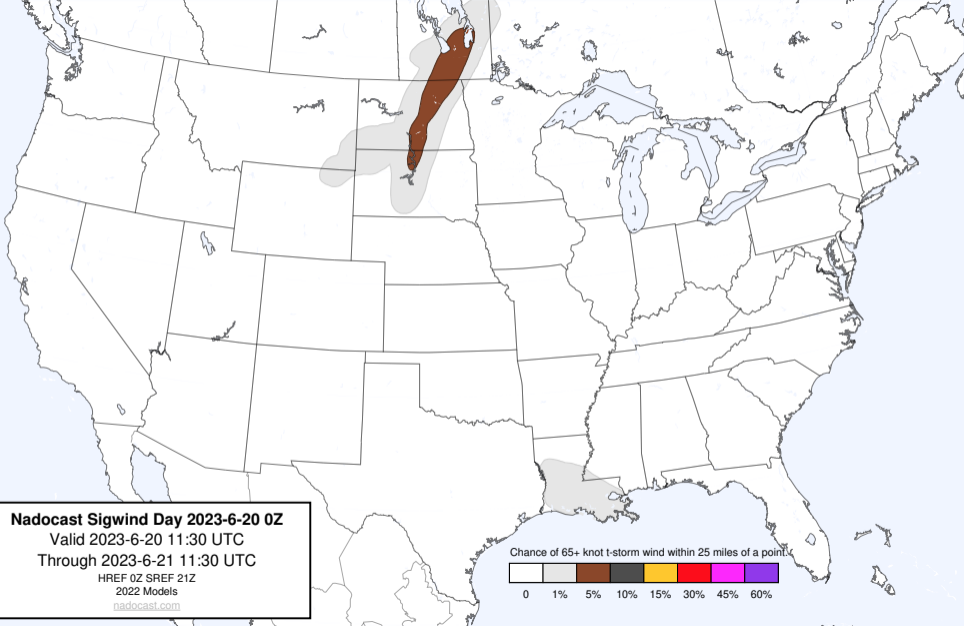 Nadocast Sigwind Day 2023-6-20 0Z
Valid 2023-6-20 11:30 UTC
Through 2023-6-21 11:30 UTC
HREF 0Z SREF 21Z
2022 Models
nadocast.com
Chance of 65+ knot t-storm wind within 25 miles of a point.
0 1% 5% 10% 15% 30% 45% 60%